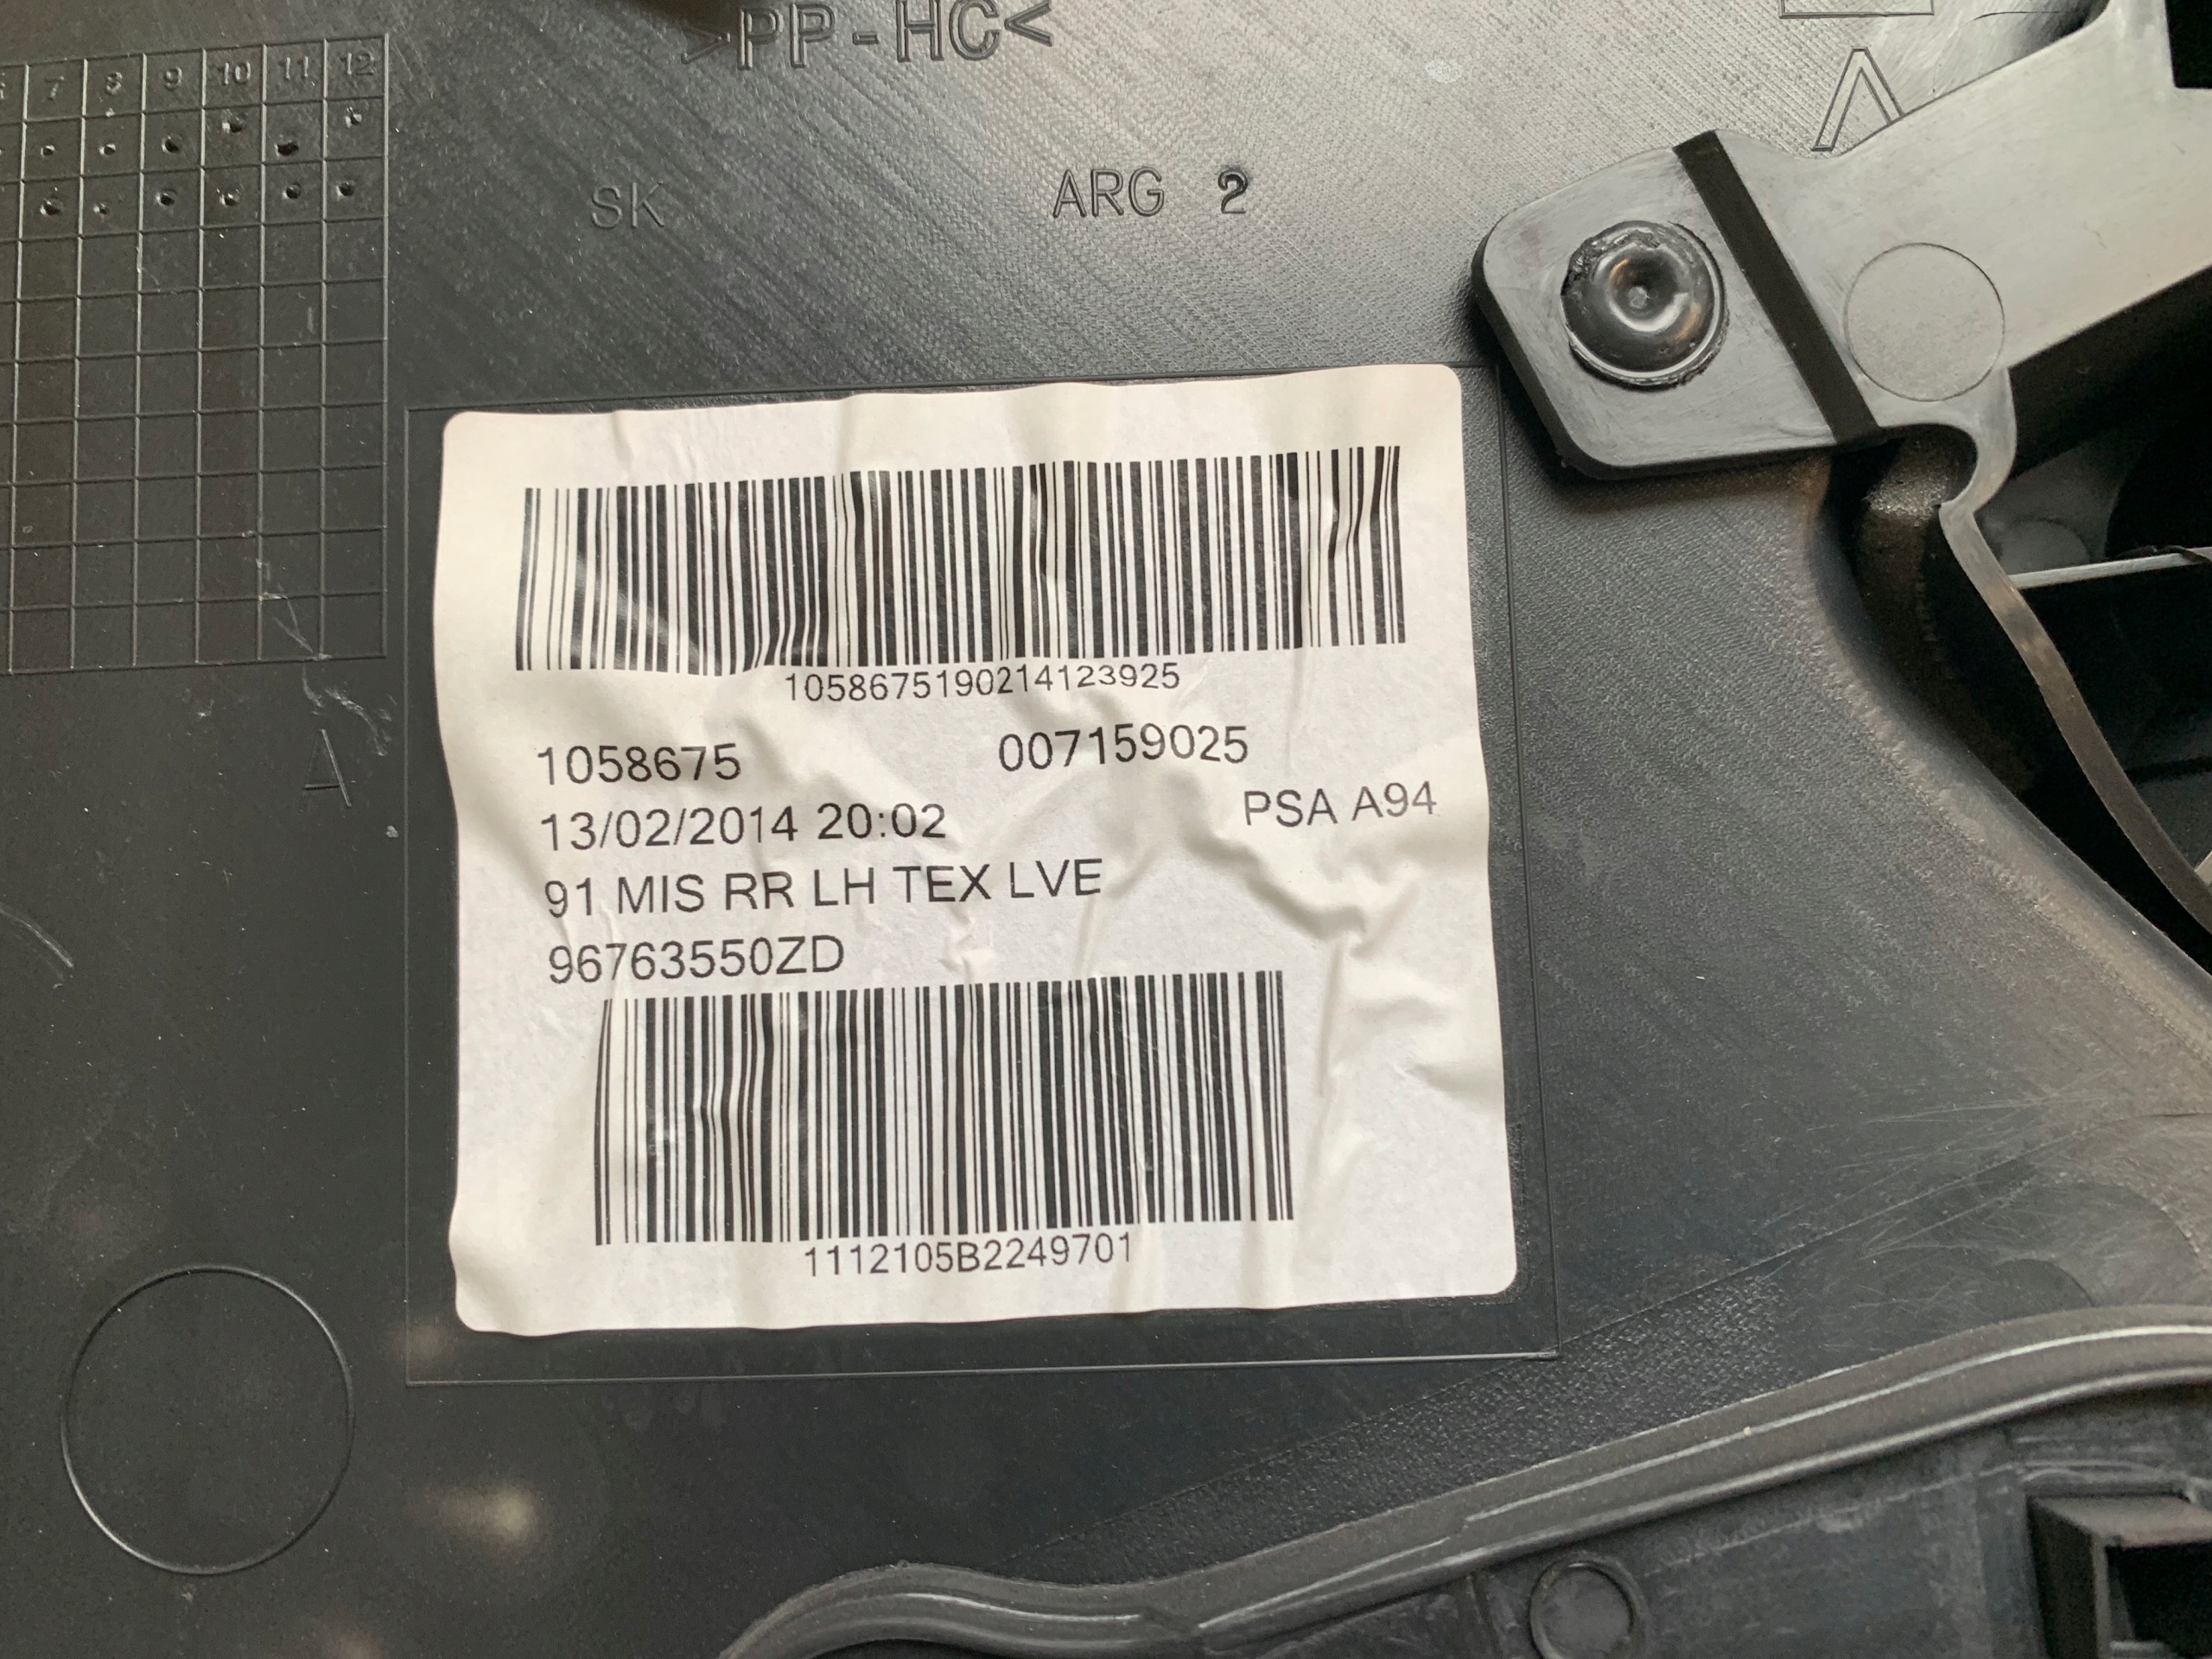 >PP-HC<
7 8 9 10 11 12
SK ARG 2
1058675190214123925
1058675 007159025
13/02/2014 20:02 PSA A94
91 MIS RR LH TEX LVE
96763550ZD
1112105B2249701
A